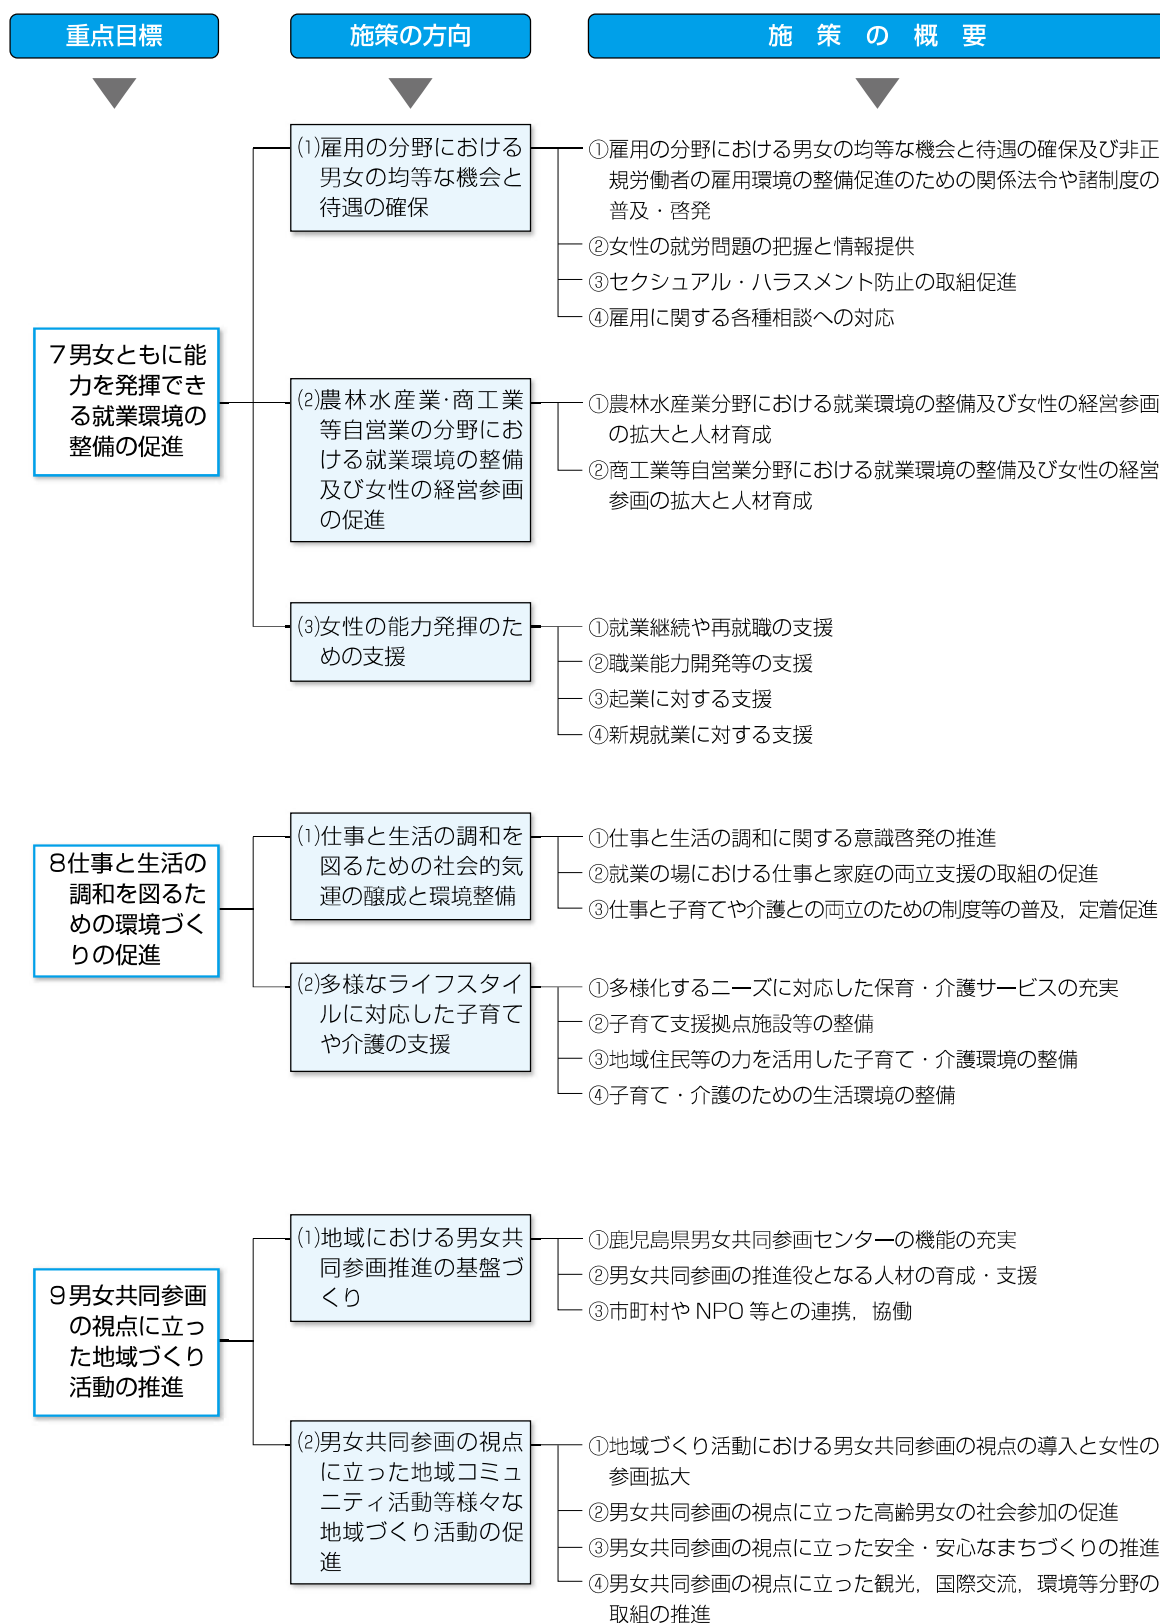 重点目標
施策の方向
施策の概要
7男女ともに能
力を発揮でき
る就業環境の
整備の促進
⑴雇用の分野における
男女の均等な機会と
待遇の確保
①雇用の分野における男女の均等な機会と待遇の確保及び非正
規労働者の雇用環境の整備促進のための関係法令や諸制度の
普及・啓発
②女性の就労問題の把握と情報提供
③セクシュアル・ハラスメント防止の取組促進
④雇用に関する各種相談への対応
⑵農林水産業・商工業
等自営業の分野にお
ける就業環境の整備
及び女性の経営参画
の促進
①農林水産業分野における就業環境の整備及び女性の経営参画
の拡大と人材育成
②商工業等自営業分野における就業環境の整備及び女性の経営
参画の拡大と人材育成
⑶女性の能力発揮のた
めの支援
①就業継続や再就職の支援
②職業能力開発等の支援
③起業に対する支援
④新規就業に対する支援
8仕事と生活の
調和を図るた
めの環境づく
りの促進
⑴仕事と生活の調和を
図るための社会的気
運の醸成と環境整備
①仕事と生活の調和に関する意識啓発の推進
②就業の場における仕事と家庭の両立支援の取組の促進
③仕事と子育てや介護との両立のための制度等の普及，定着促進
⑵多様なライフスタイ
ルに対応した子育て
や介護の支援
①多様化するニーズに対応した保育・介護サービスの充実
②子育て支援拠点施設等の整備
③地域住民等の力を活用した子育て・介護環境の整備
④子育て・介護のための生活環境の整備
9男女共同参画
の視点に立っ
た地域づくり
活動の推進
⑴地域における男女共
同参画推進の基盤づ
くり
①鹿児島県男女共同参画センターの機能の充実
②男女共同参画の推進役となる人材の育成・支援
③市町村やNPO等との連携，協働
⑵男女共同参画の視点
に立った地域コミュ
ニティ活動等様々な
地域づくり活動の促
進
①地域づくり活動における男女共同参画の視点の導入と女性の
参画拡大
②男女共同参画の視点に立った高齢男女の社会参加の促進
③男女共同参画の視点に立った安全・安心なまちづくりの推進
④男女共同参画の視点に立った観光，国際交流，環境等分野の
取組の推進